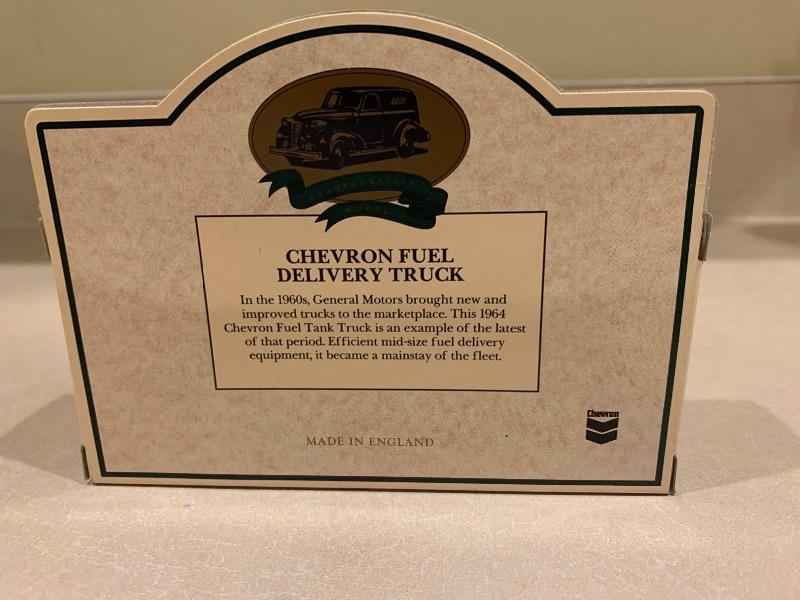 COMMEMORATIVE
MODEL
CHEVRON FUEL
DELIVERY TRUCK
In the 1960s, General Motors brought new and
improved trucks to the marketplace. This 1964
Chevron Fuel Tank Truck is an example of the latest
of that period. Efficient mid-size fuel delivery
equipment, it became a mainstay of the fleet.
Chevron
MADE IN ENGLAND